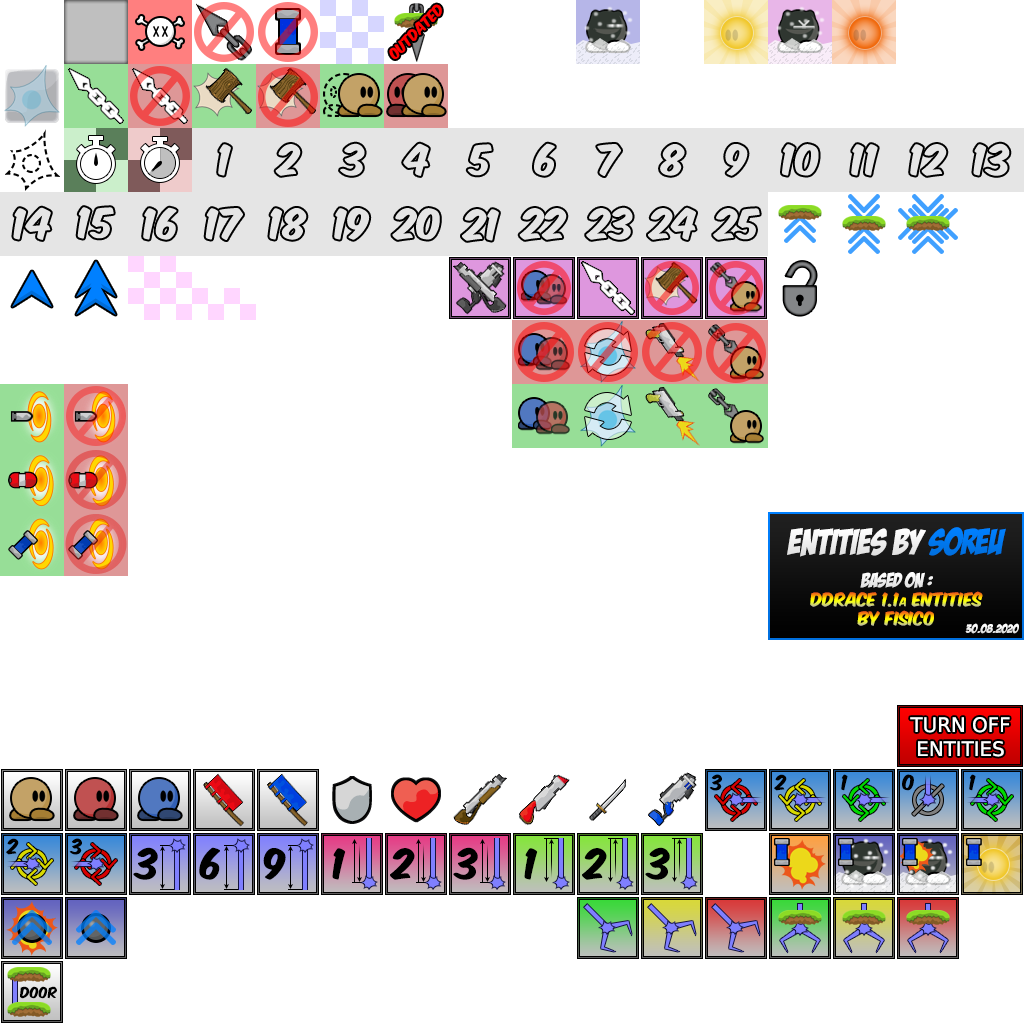 OUTDATED
1 2 3 4 5 6 7 8 9 10 11 12 13
14 15 16 17 18 19 20 21 22 23 24 25
ENTITIES BY SOREU
BASED ON :
DDRACE 1.1A ENTITIES
BY FISICO
30.08.2020
TURN OFF
ENTITIES
3 2 1 0 1
2 3 3 6 9 1 2 3 1 2 3
DOOR